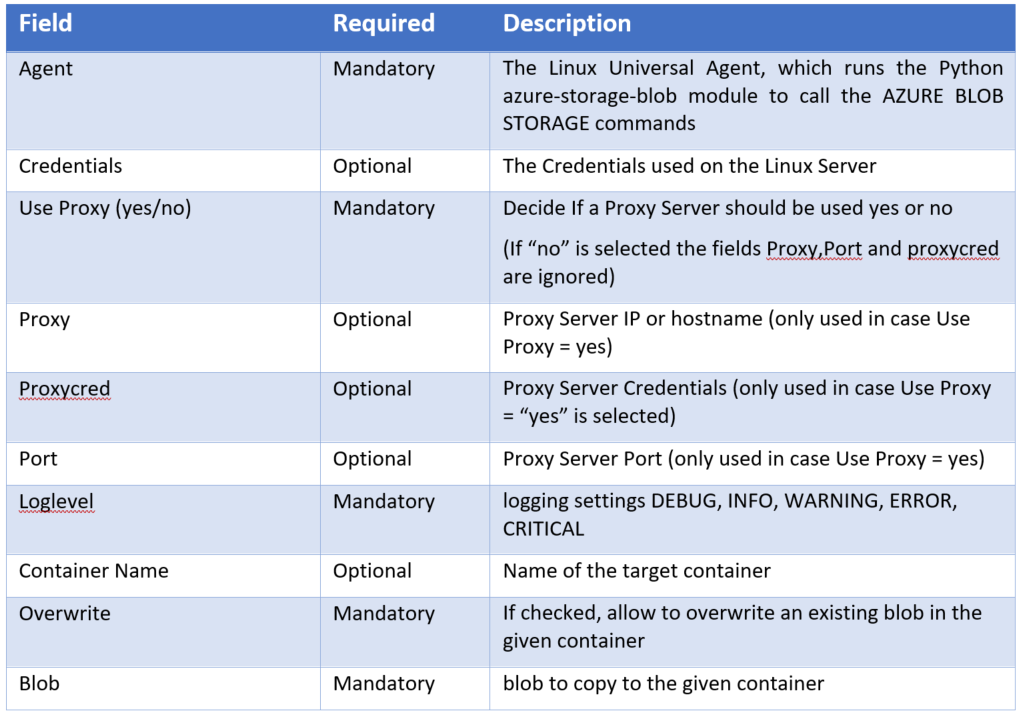 Field Required Description
Agent Mandatory The Linux Universal Agent, which runs the Python
azure-storage-blob module to call the AZURE BLOB
STORAGE commands
Credentials Optional The Credentials used on the Linux Server
Use Proxy (yes/no) Mandatory Decide If a Proxy Server should be used yes or no
(If “no” is selected the fields Proxy,Port and proxycred
are ignored)
Proxy Optional Proxy Server IP or hostname (only used in case Use
Proxy = yes)
Proxycred Optional Proxy Server Credentials (only used in case Use Proxy
= “yes” is selected)
Port Optional Proxy Server Port (only used in case Use Proxy = yes)
Loglevel Mandatory logging settings DEBUG, INFO, WARNING, ERROR,
CRITICAL
Container Name Optional Name of the target container
Overwrite Mandatory If checked, allow to overwrite an existing blob in the
given container
Blob Mandatory blob to copy to the given container